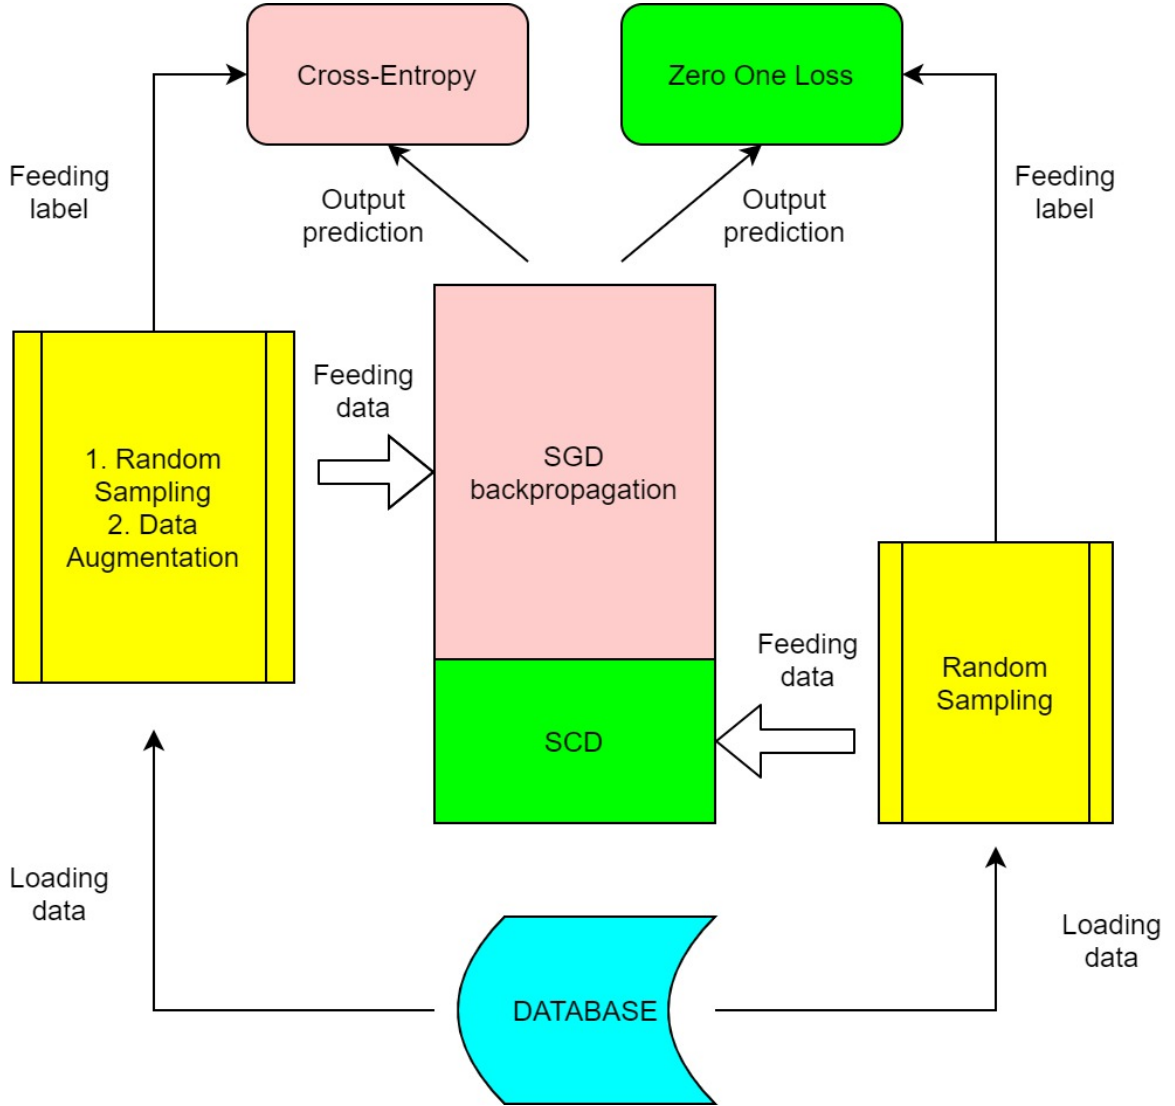 Cross-Entropy
Zero One Loss
Feeding
label
Output
prediction
Output
prediction
Feeding
label
Feeding
data
1. Random
Sampling
2. Data
Augmentation
SGD
backpropagation
Feeding
data
Random
Sampling
SCD
Loading
data
Loading
data
DATABASE